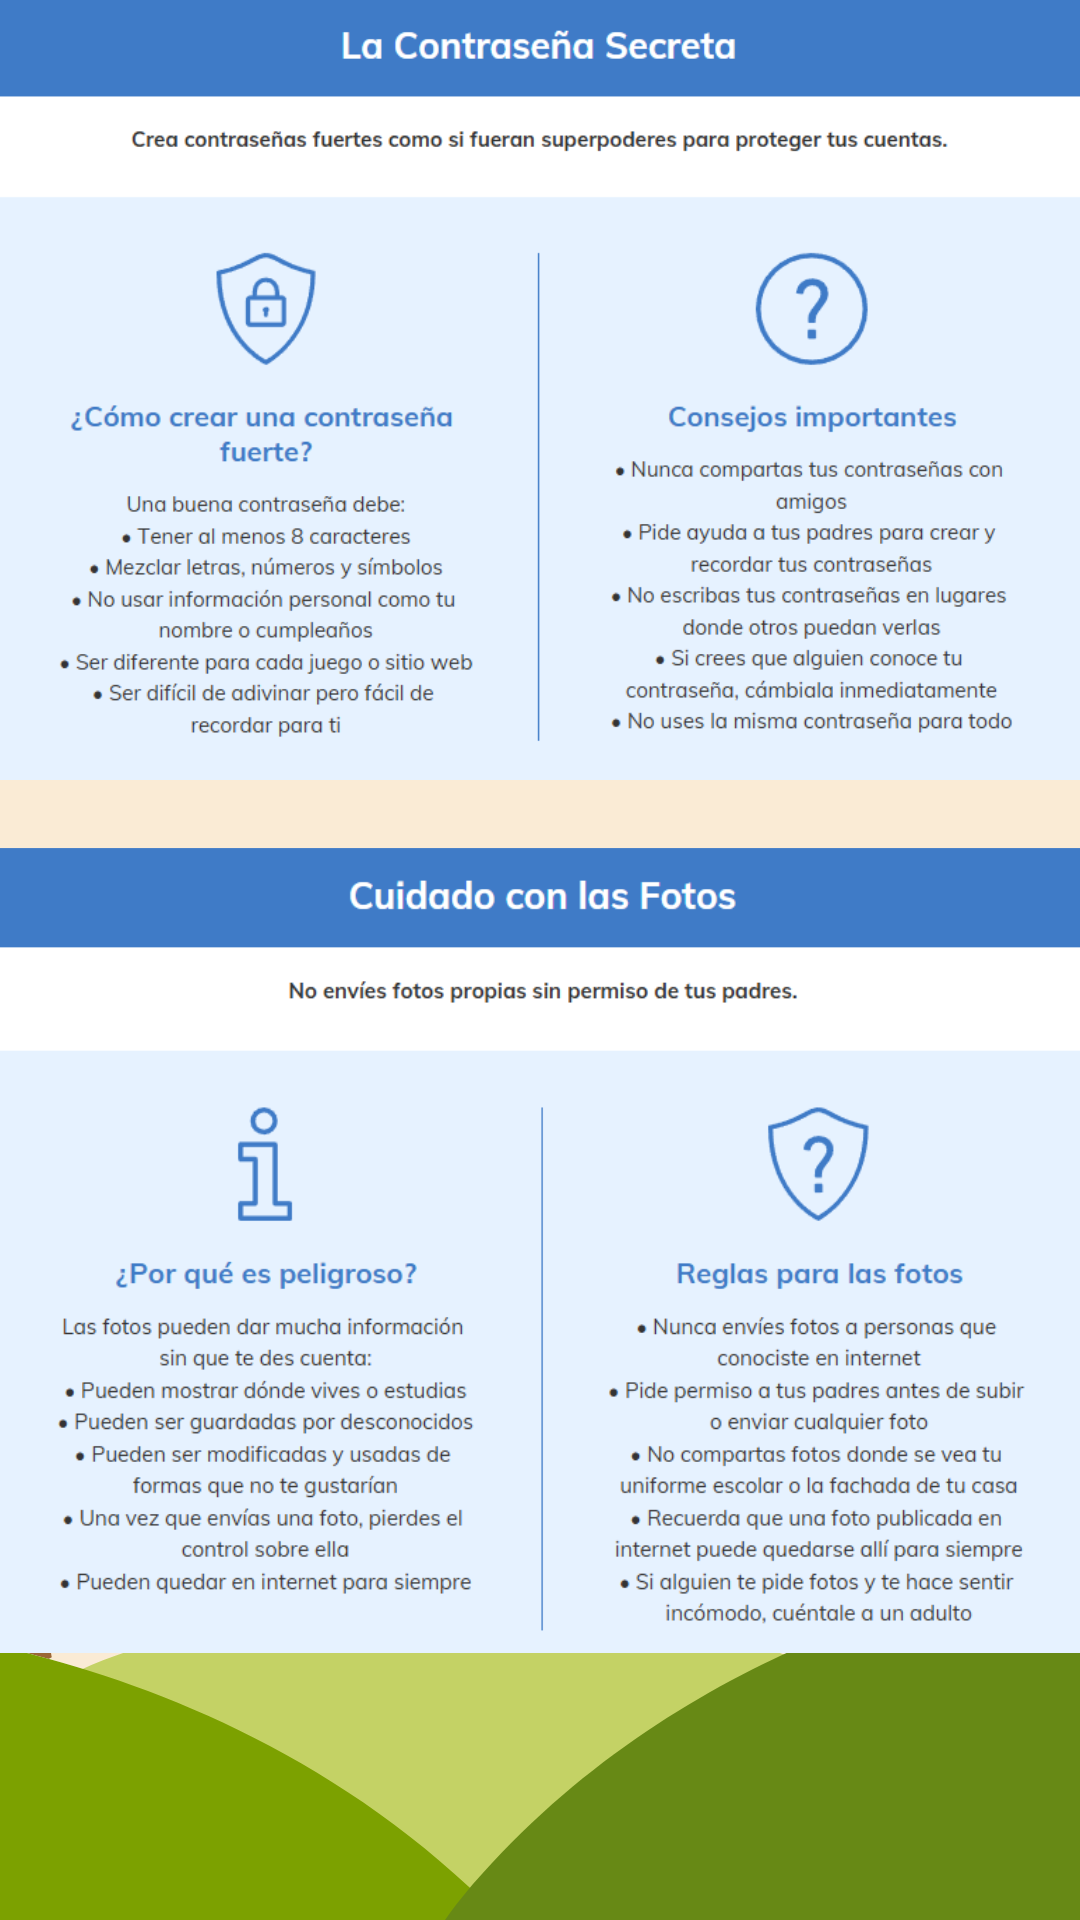 La Contraseña Secreta
Crea contraseñas fuertes como si fueran superpoderes para proteger tus cuentas.
¿Cómo crear una contraseña
fuerte?
Una buena contraseña debe:
• Tener al menos 8 caracteres
• Mezclar letras, números y símbolos
• No usar información personal como tu
nombre o cumpleaños
• Ser diferente para cada juego o sitio web
• Ser difícil de adivinar pero fácil de
recordar para ti
Consejos importantes
• Nunca compartas tus contraseñas con
amigos
• Pide ayuda a tus padres para crear y
recordar tus contraseñas
• No escribas tus contraseñas en lugares
donde otros puedan verlas
• Si crees que alguien conoce tu
contraseña, cámbiala inmediatamente
• No uses la misma contraseña para todo
Cuidado con las Fotos
No envíes fotos propias sin permiso de tus padres.
¿Por qué es peligroso?
Las fotos pueden dar mucha información
sin que te des cuenta:
• Pueden mostrar dónde vives o estudias
• Pueden ser guardadas por desconocidos
• Pueden ser modificadas y usadas de
formas que no te gustarían
• Una vez que envías una foto, pierdes el
control sobre ella
• Pueden quedar en internet para siempre
Reglas para las fotos
• Nunca envíes fotos a personas que
conociste en internet
• Pide permiso a tus padres antes de subir
o enviar cualquier foto
• No compartas fotos donde se vea tu
uniforme escolar o la fachada de tu casa
• Recuerda que una foto publicada en
internet puede quedarse allí para siempre
• Si alguien te pide fotos y te hace sentir
incómodo, cuéntale a un adulto